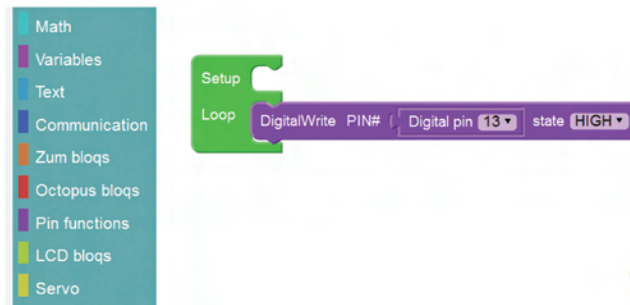 Math
Variables
Text
Communication
Zum bloqs
Octopus bloqs
Pin functions
LCD bloqs
Servo
Setup
Loop DigitalWrite PIN# Digital pin 13 state HIGH